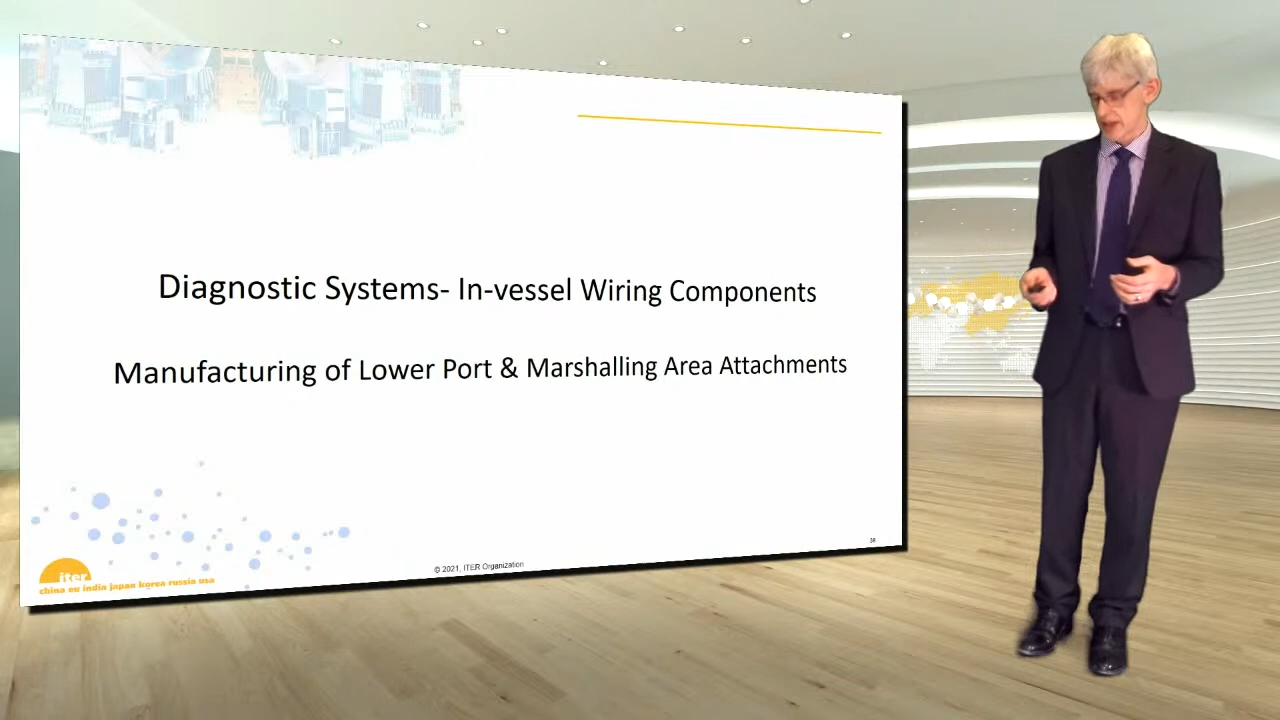 Diagnostic Systems- In-vessel Wiring Components
Manufacturing of Lower Port & Marshalling Area Attachments
38
© 2021, ITER Organization
iter
china eu india japan korea russia usa